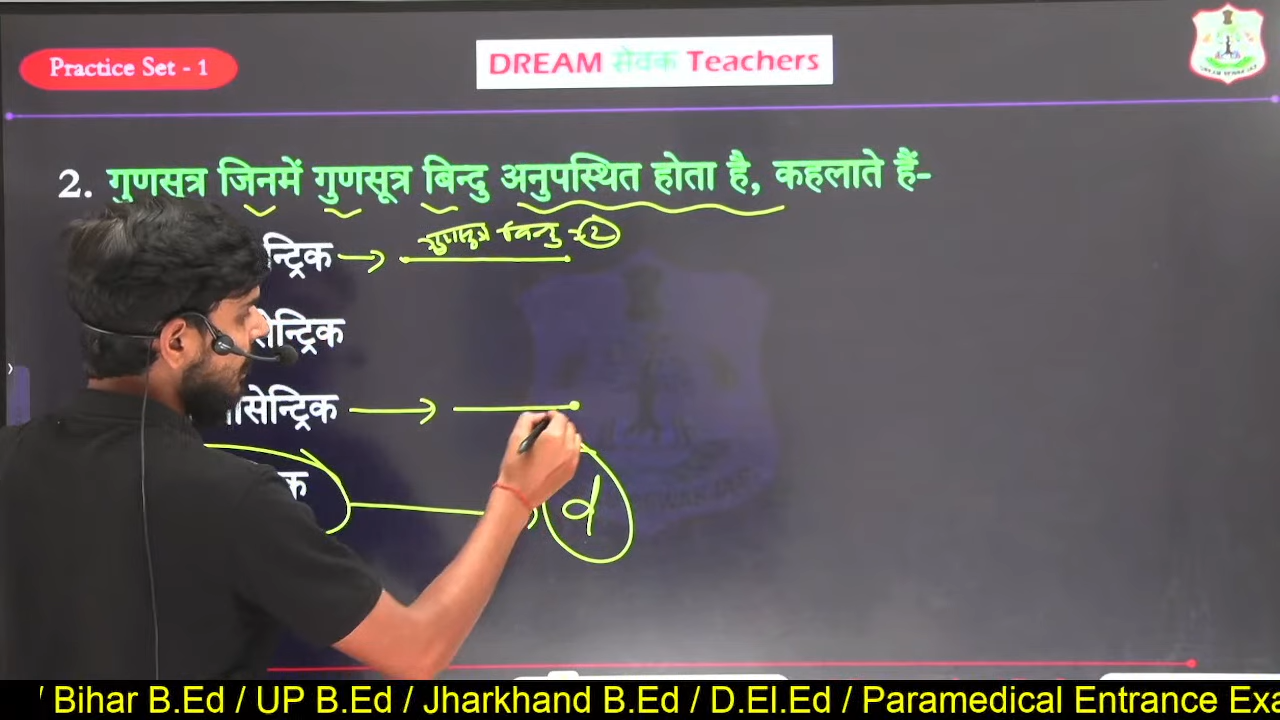 Practice Set - 1
DREAM सेवक Teachers
2. गुणसूत्र जिनमें गुणसूत्र बिन्दु अनुपस्थित होता है, कहलाते हैं-
न्ट्रिक → गुणसूत्र बिन्दु = 2
सेन्ट्रिक
सेन्ट्रिक →
क d
/ Bihar B.Ed / UP B.Ed / Jharkhand B.Ed / D.El.Ed / Paramedical Entrance Exa